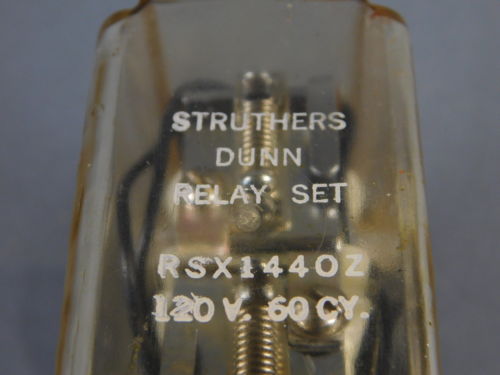 STRUTHERS
DUNN
RELAY SET
RSX1440Z
120 V. 60 CY.